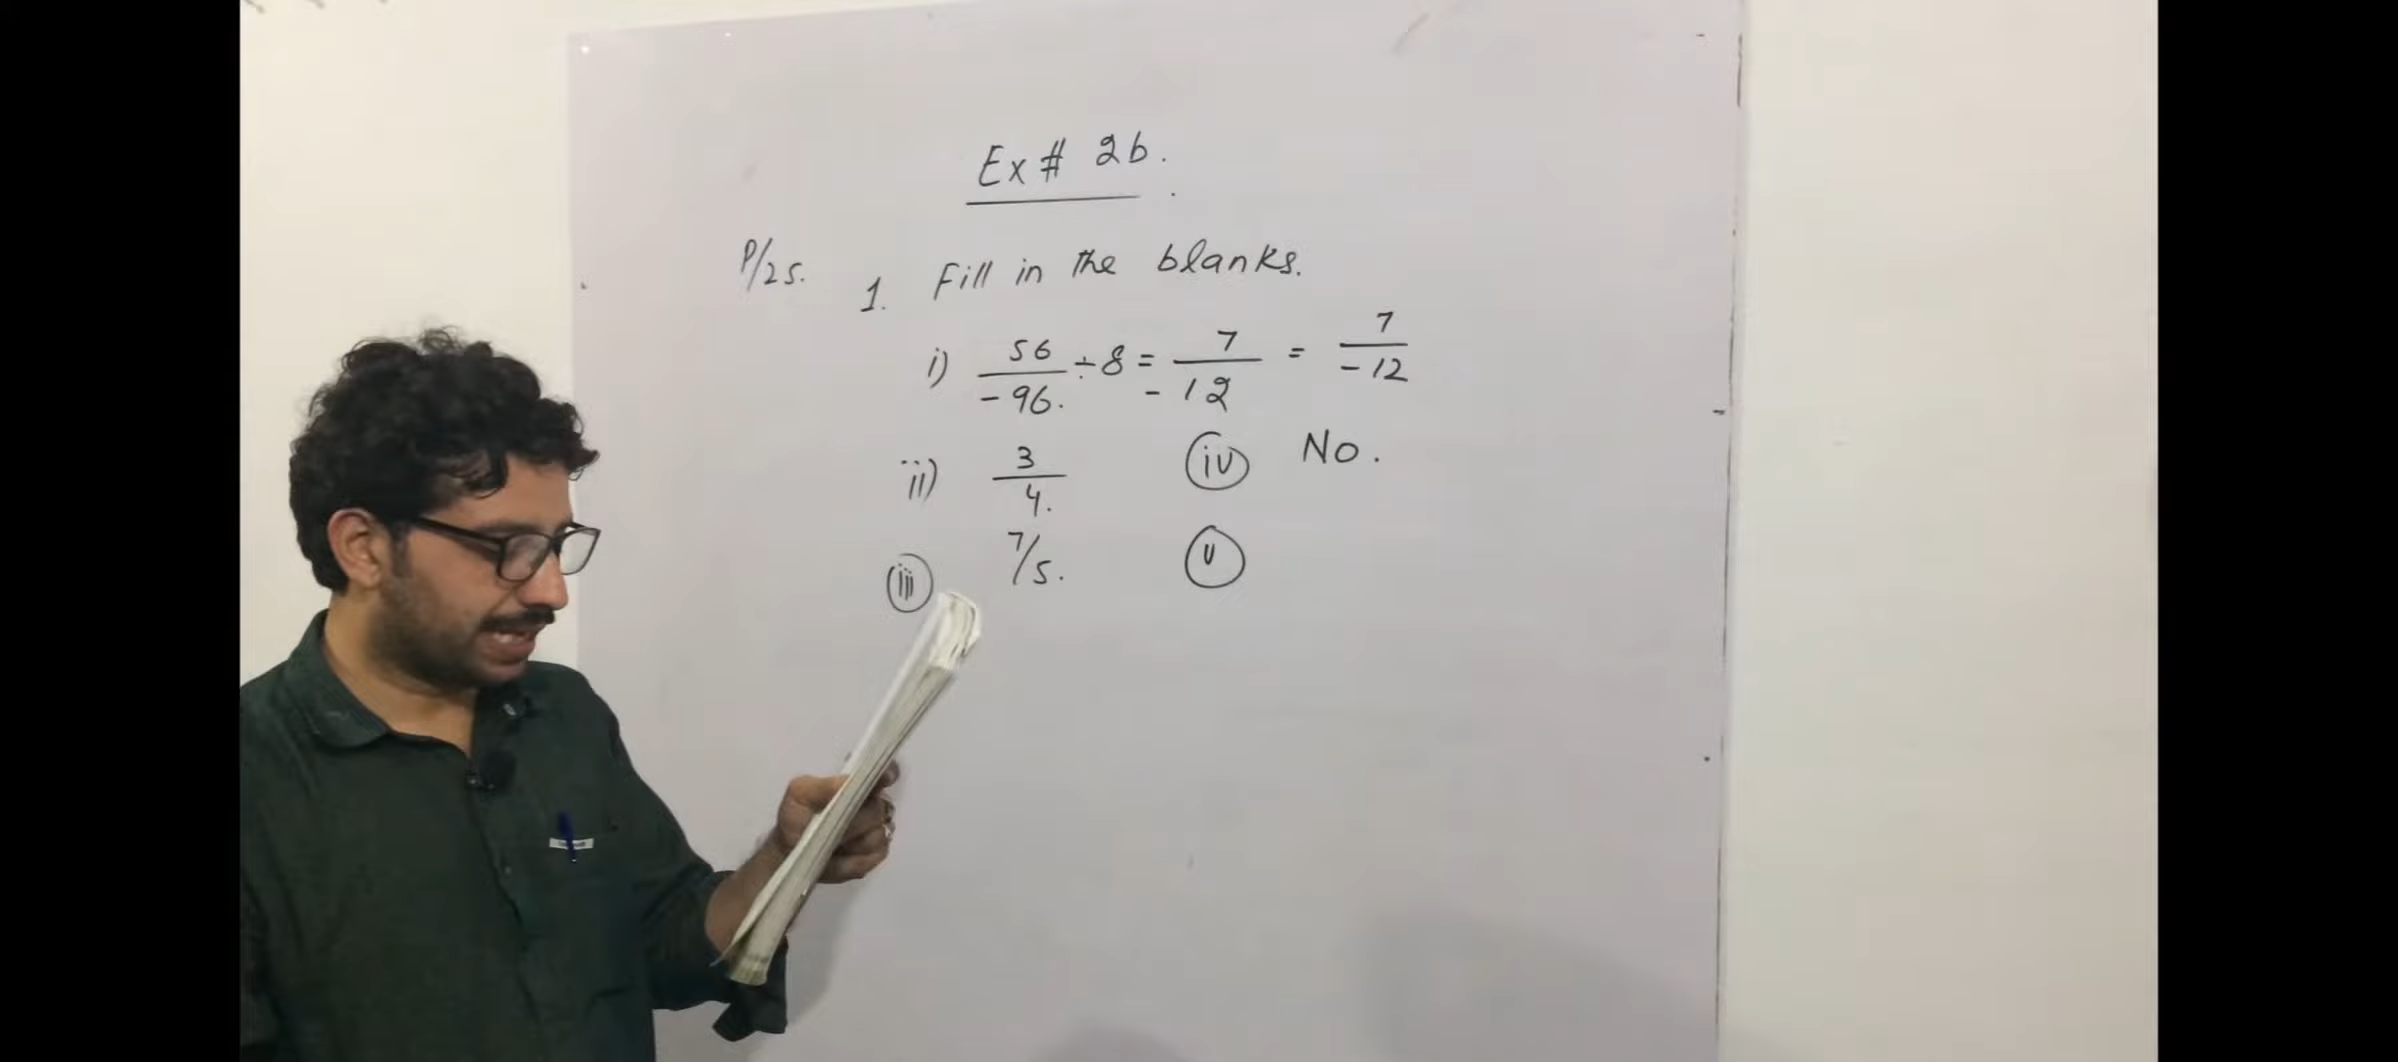 Ex # 2b.
P/25. 1. Fill in the blanks.
i) 56/-96. ÷ 8 = 7/-12 = 7/-12
ii) 3/4. (iv) No.
(iii) 7/5. (v)